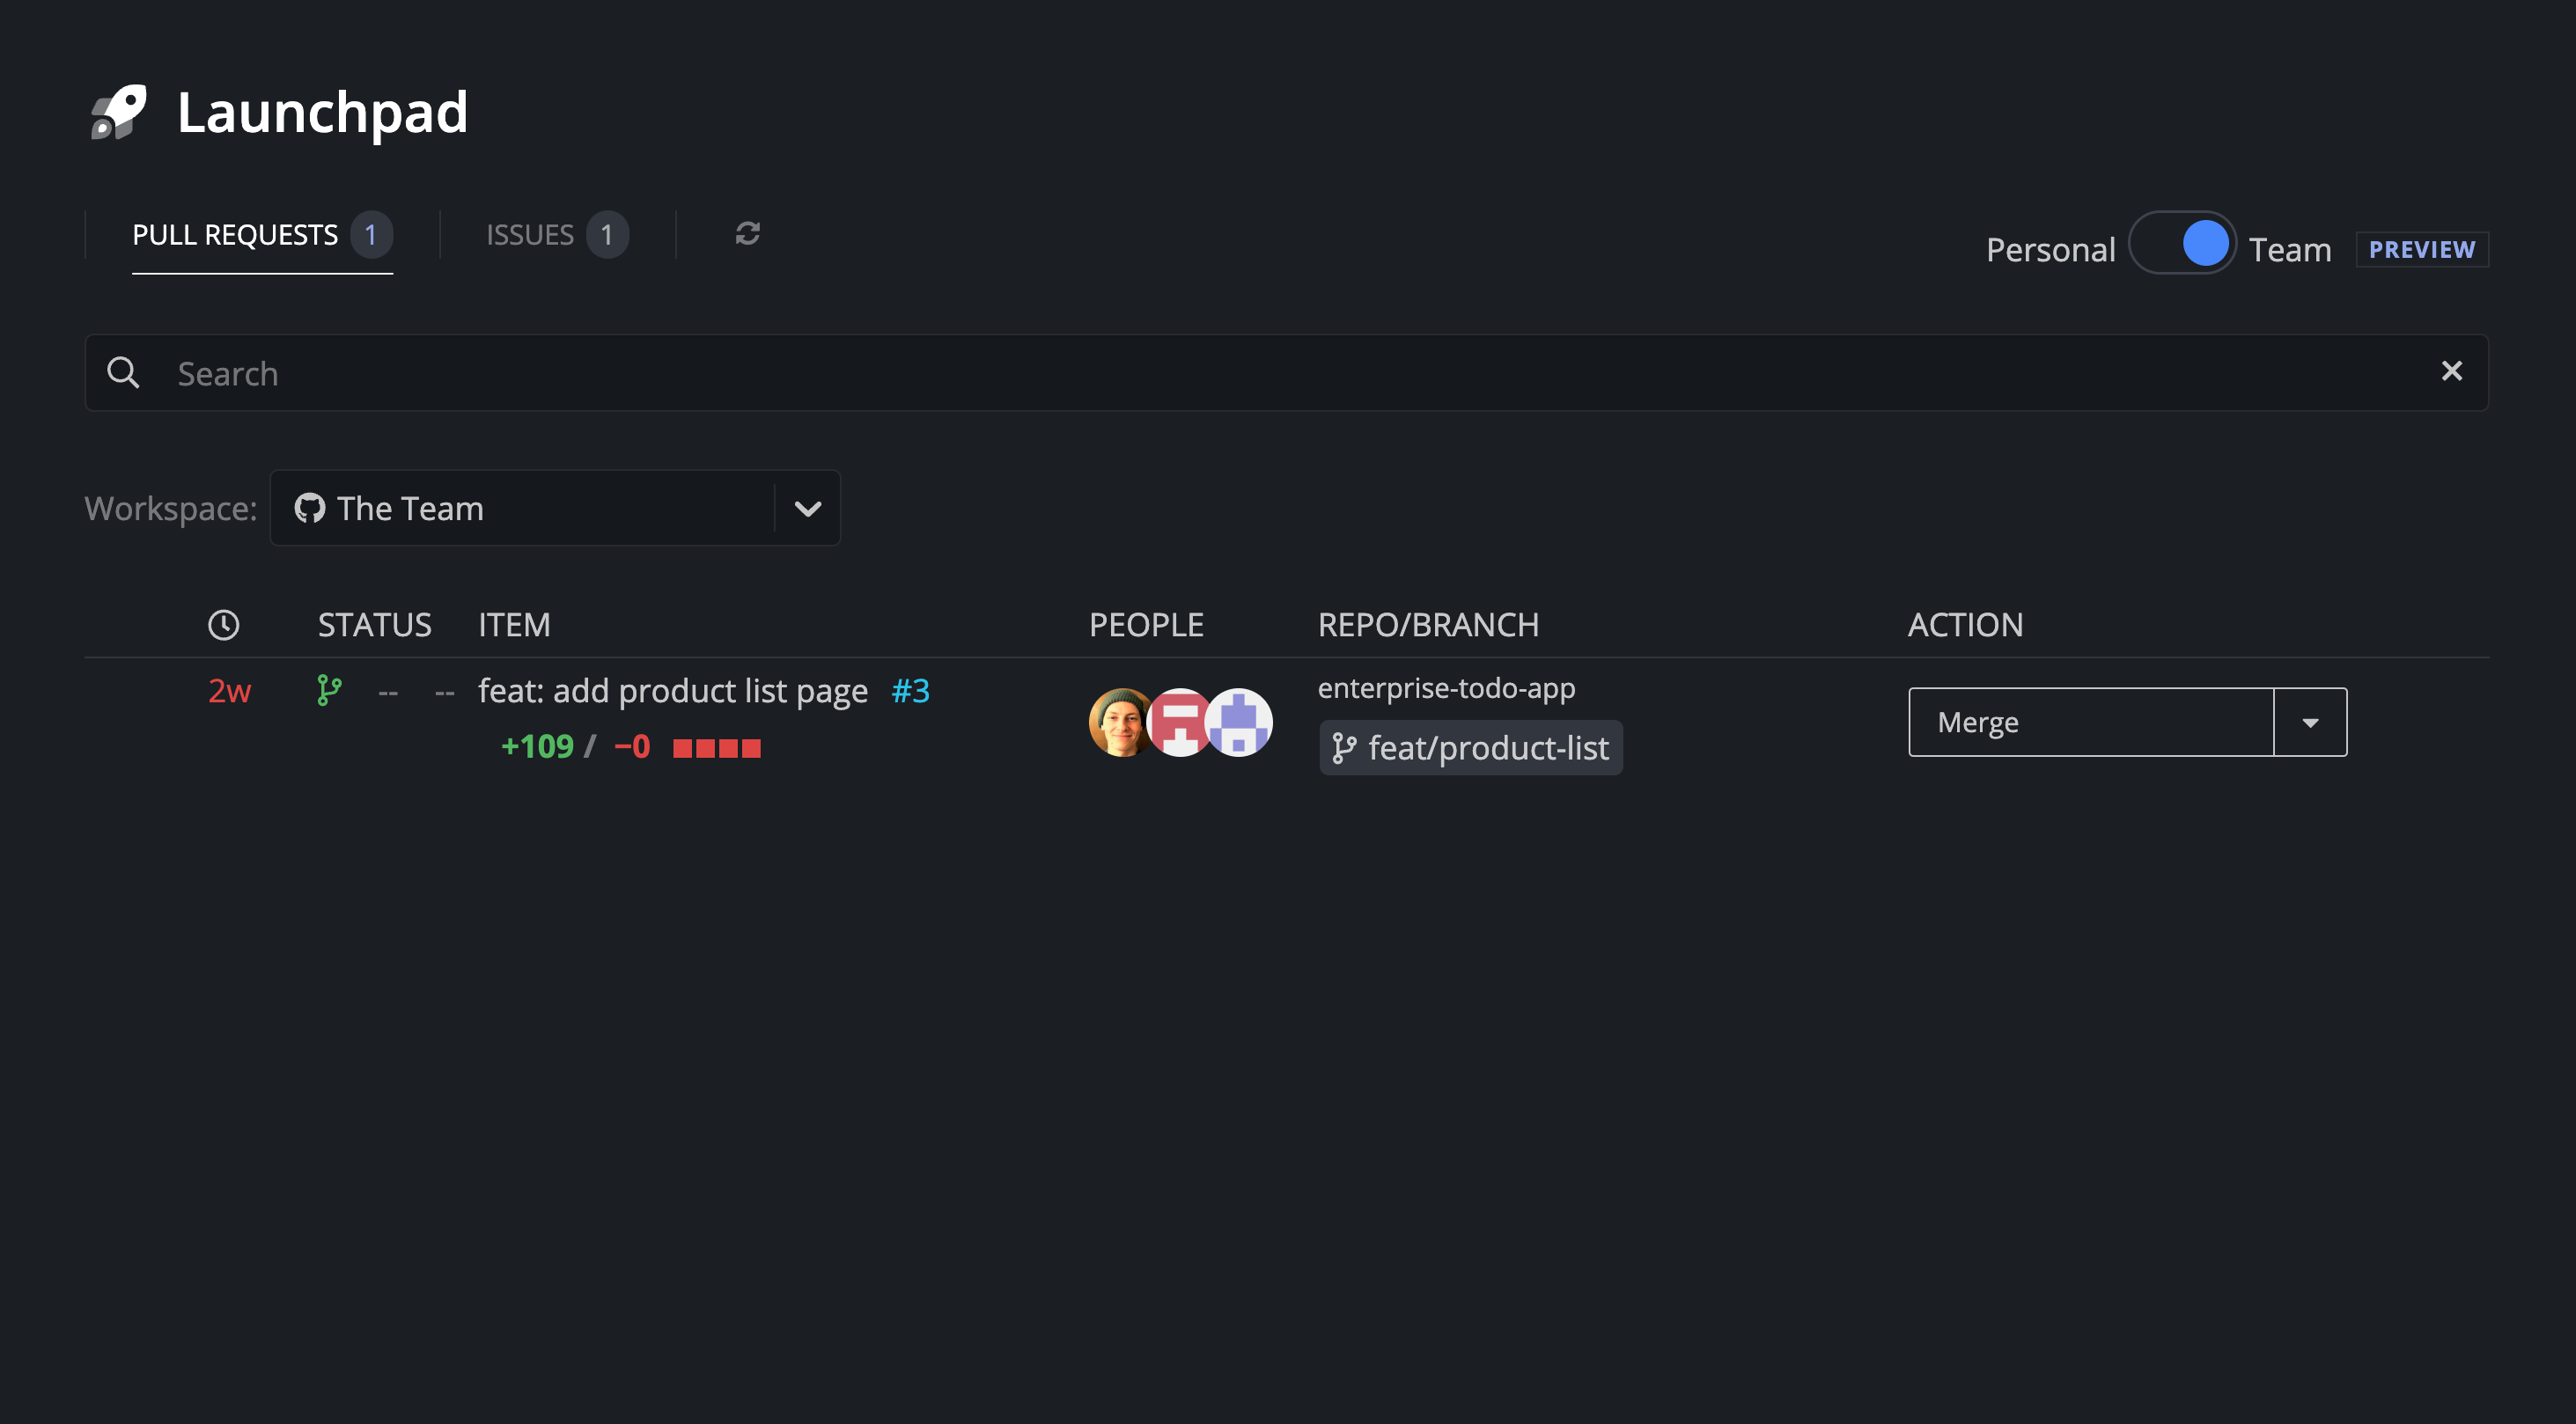 Launchpad
PULL REQUESTS 1 ISSUES 1
Personal Team PREVIEW
Search
Workspace: The Team
STATUS ITEM PEOPLE REPO/BRANCH ACTION
2w -- -- feat: add product list page #3 enterprise-todo-app Merge
+109 / −0 feat/product-list